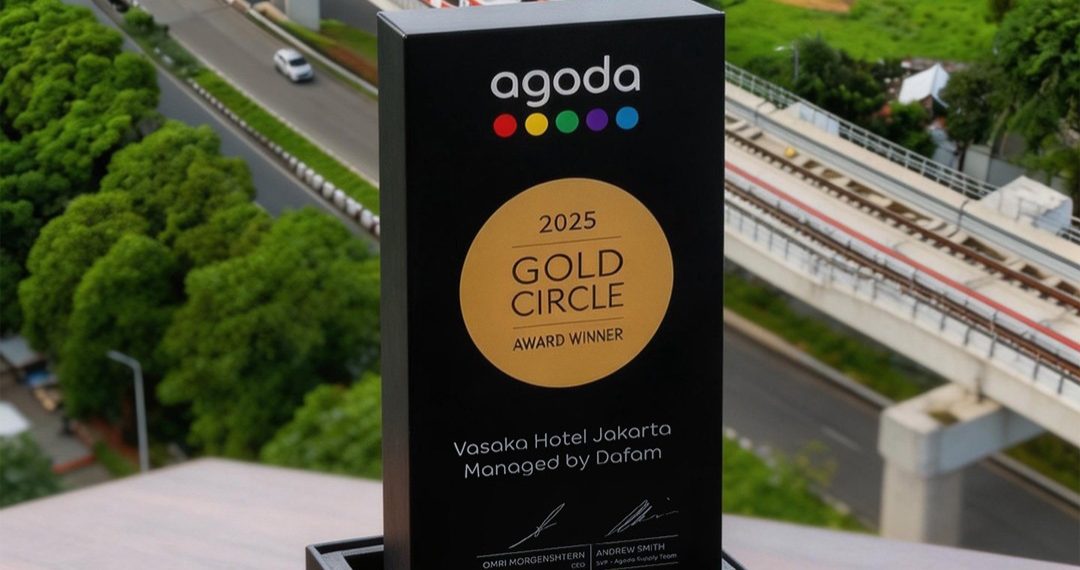 agoda
2025
GOLD
CIRCLE
AWARD WINNER
Vasaka Hotel Jakarta
Managed by Dafam
OMRI MORGENSHTERN
CEO
ANDREW SMITH
SVP - Agoda Supply Team